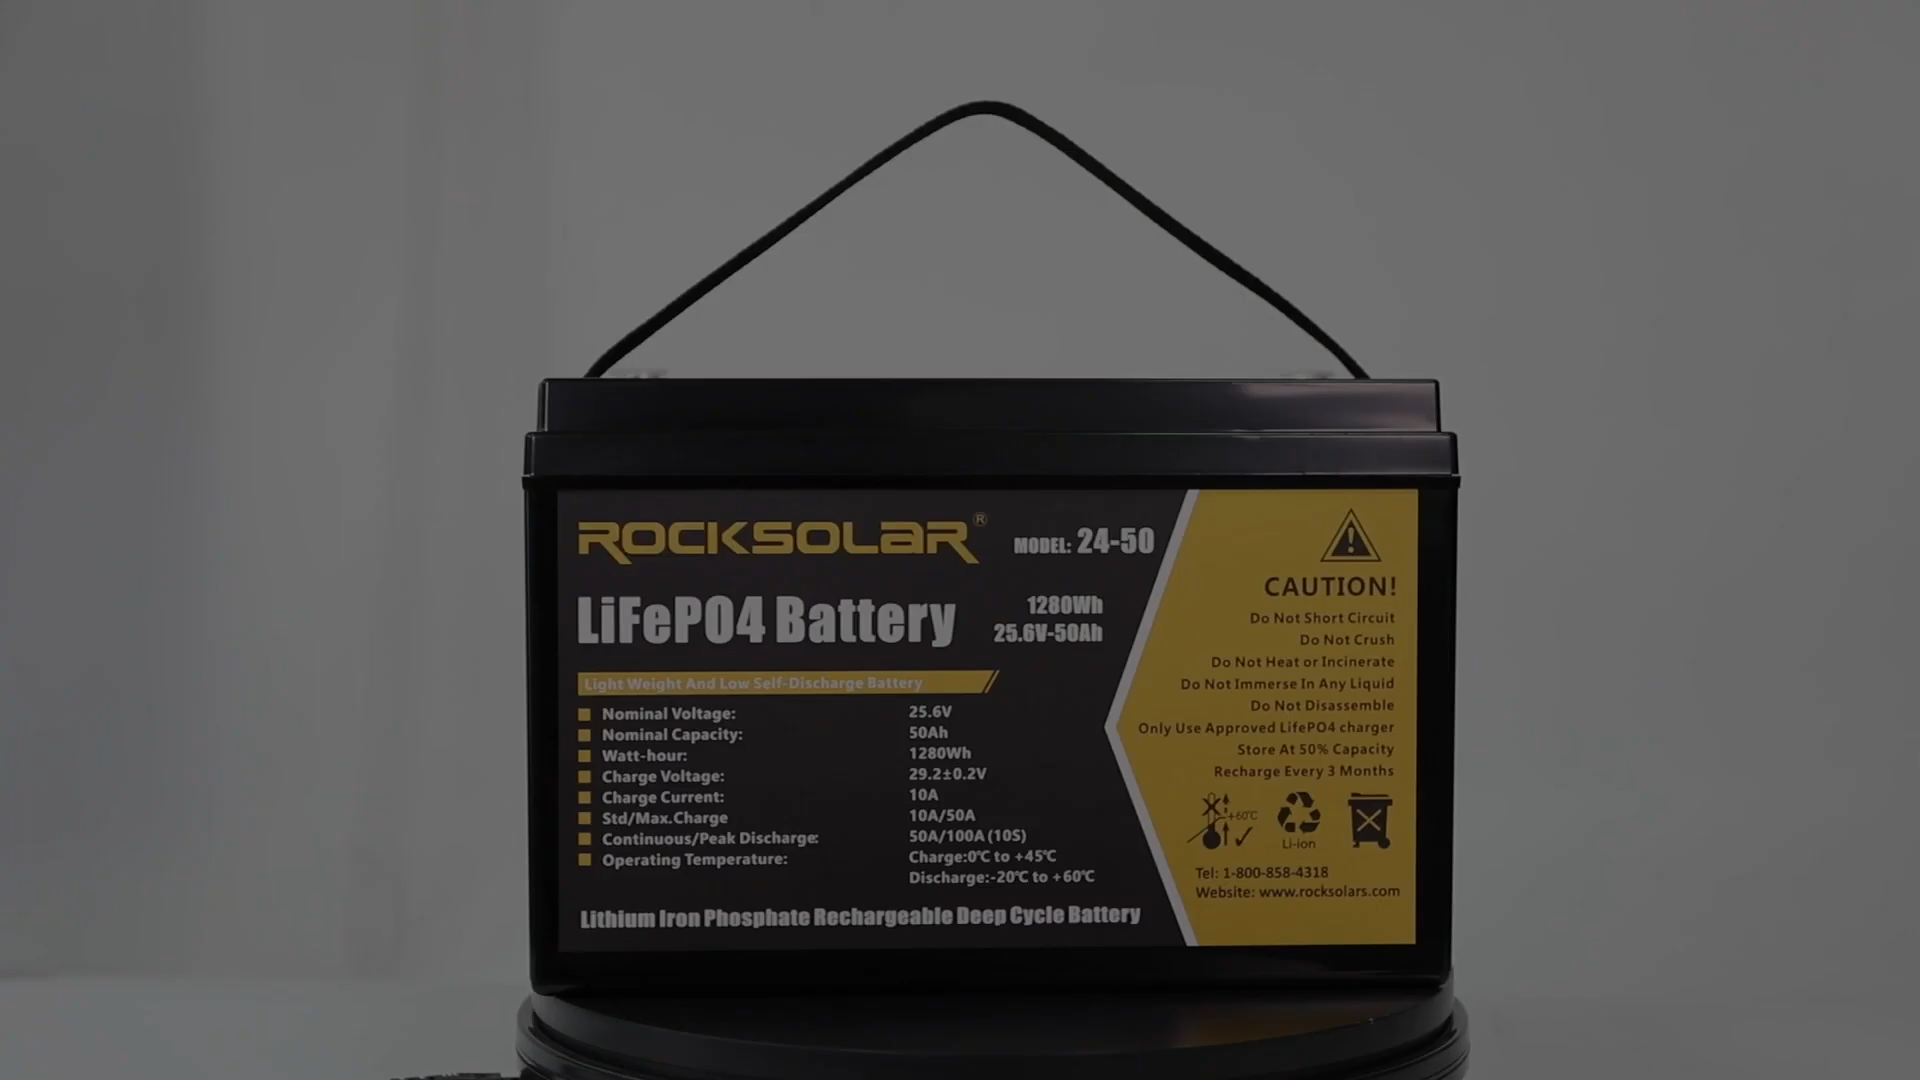 ROCKSOLAR® MODEL: 24-50
LiFePO4 Battery
1280Wh
25.6V-50Ah
Light Weight And Low Self-Discharge Battery
Nominal Voltage: 25.6V
Nominal Capacity: 50Ah
Watt-hour: 1280Wh
Charge Voltage: 29.2±0.2V
Charge Current: 10A
Std/Max.Charge 10A/50A
Continuous/Peak Discharge: 50A/100A(10S)
Operating Temperature: Charge:0℃ to +45℃
Discharge:-20℃ to +60℃
Lithium Iron Phosphate Rechargeable Deep Cycle Battery
CAUTION!
Do Not Short Circuit
Do Not Crush
Do Not Heat or Incinerate
Do Not Immerse In Any Liquid
Do Not Disassemble
Only Use Approved LifePO4 charger
Store At 50% Capacity
Recharge Every 3 Months
+60℃
Li-ion
Tel: 1-800-858-4318
Website: www.rocksolars.com